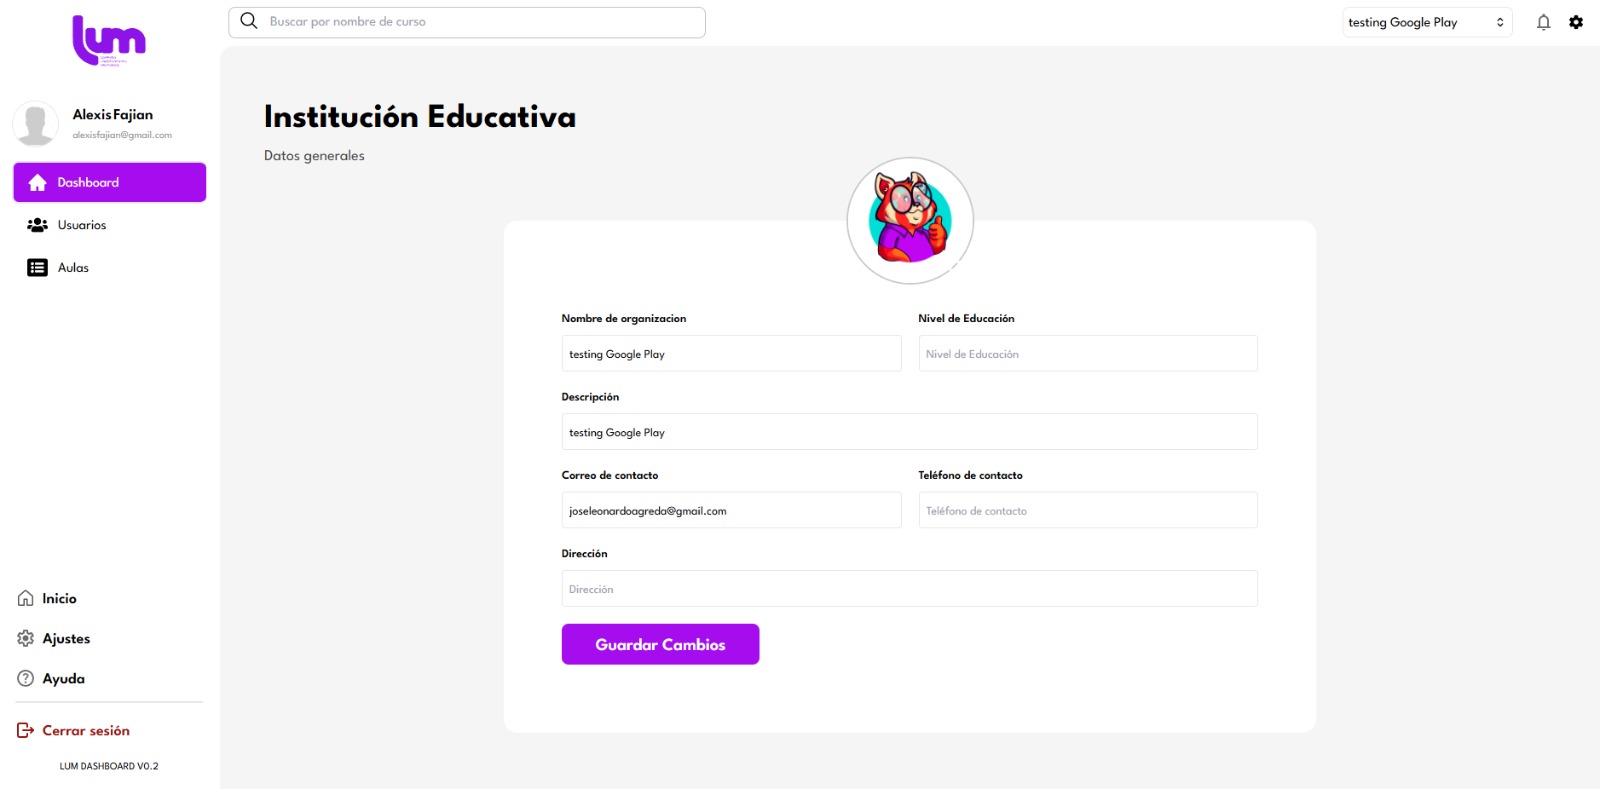 lum
Buscar por nombre de curso
testing Google Play
Alexis Fajian
alexisfajian@gmail.com
Dashboard
Usuarios
Aulas
Institución Educativa
Datos generales
Nombre de organizacion
Nivel de Educación
testing Google Play
Nivel de Educación
Descripción
testing Google Play
Correo de contacto
Teléfono de contacto
joseleonardoagreda@gmail.com
Teléfono de contacto
Dirección
Dirección
Guardar Cambios
Inicio
Ajustes
Ayuda
Cerrar sesión
LUM DASHBOARD V0.2